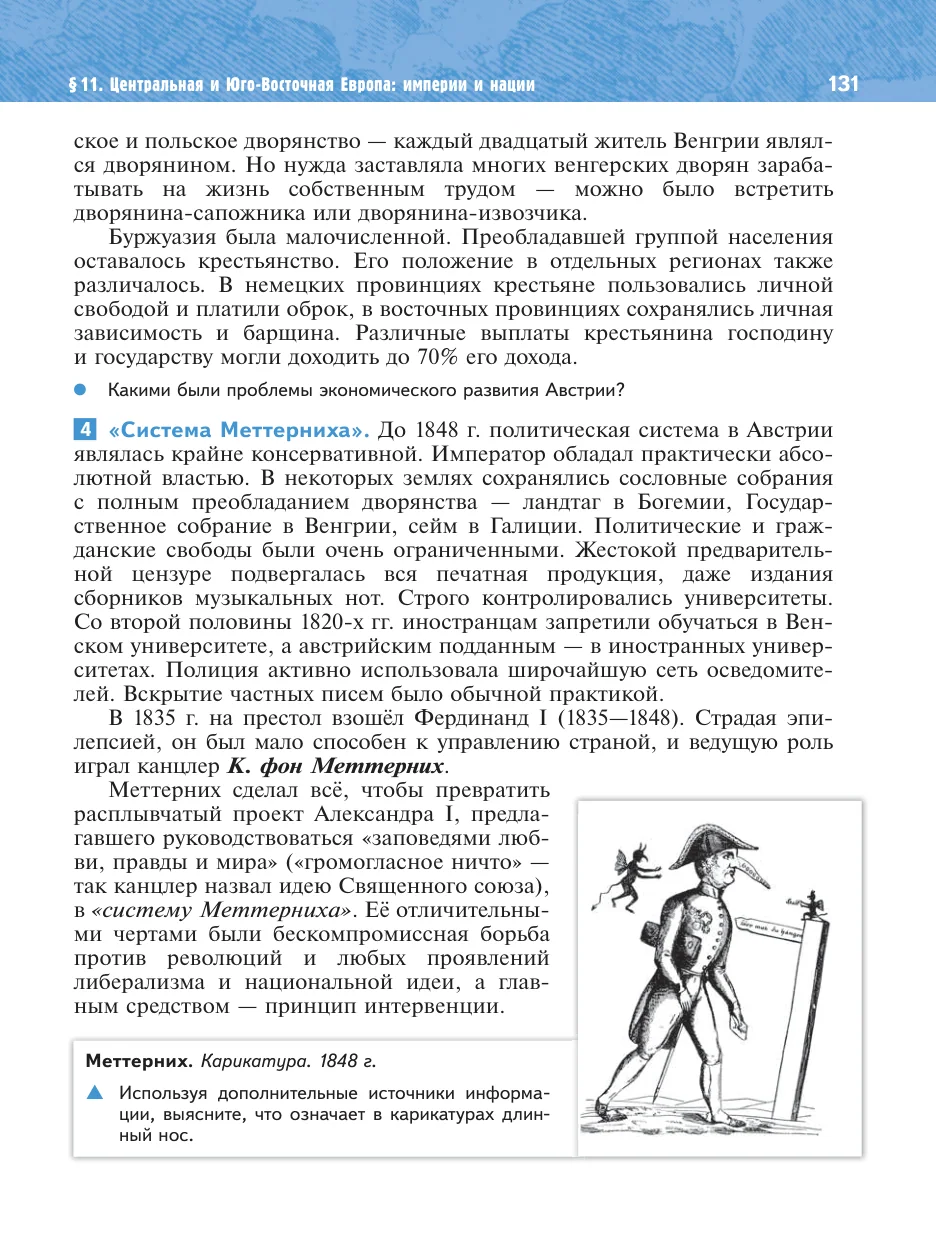 § 11. Центральная и Юго-Восточная Европа: империи и нации
131
ское и польское дворянство — каждый двадцатый житель Венгрии являл-
ся дворянином. Но нужда заставляла многих венгерских дворян зараба-
тывать на жизнь собственным трудом — можно было встретить
дворянина-сапожника или дворянина-извозчика.
Буржуазия была малочисленной. Преобладавшей группой населения
оставалось крестьянство. Его положение в отдельных регионах также
различалось. В немецких провинциях крестьяне пользовались личной
свободой и платили оброк, в восточных провинциях сохранялись личная
зависимость и барщина. Различные выплаты крестьянина господину
и государству могли доходить до 70% его дохода.
Какими были проблемы экономического развития Австрии?
4 «Система Меттерниха». До 1848 г. политическая система в Австрии
являлась крайне консервативной. Император обладал практически абсо-
лютной властью. В некоторых землях сохранялись сословные собрания
с полным преобладанием дворянства — ландтаг в Богемии, Государ-
ственное собрание в Венгрии, сейм в Галиции. Политические и граж-
данские свободы были очень ограниченными. Жестокой предваритель-
ной цензуре подвергалась вся печатная продукция, даже издания
сборников музыкальных нот. Строго контролировались университеты.
Со второй половины 1820-х гг. иностранцам запретили обучаться в Вен-
ском университете, а австрийским подданным — в иностранных универ-
ситетах. Полиция активно использовала широчайшую сеть осведомите-
лей. Вскрытие частных писем было обычной практикой.
В 1835 г. на престол взошёл Фердинанд I (1835—1848). Страдая эпи-
лепсией, он был мало способен к управлению страной, и ведущую роль
играл канцлер К. фон Меттерних.
Меттерних сделал всё, чтобы превратить
расплывчатый проект Александра I, предла-
гавшего руководствоваться «заповедями люб-
ви, правды и мира» («громогласное ничто» —
так канцлер назвал идею Священного союза),
в «систему Меттерниха». Её отличительны-
ми чертами были бескомпромиссная борьба
против революций и любых проявлений
либерализма и национальной идеи, а глав-
ным средством — принцип интервенции.
Меттерних. Карикатура. 1848 г.
Используя дополнительные источники информа-
ции, выясните, что означает в карикатурах длин-
ный нос.